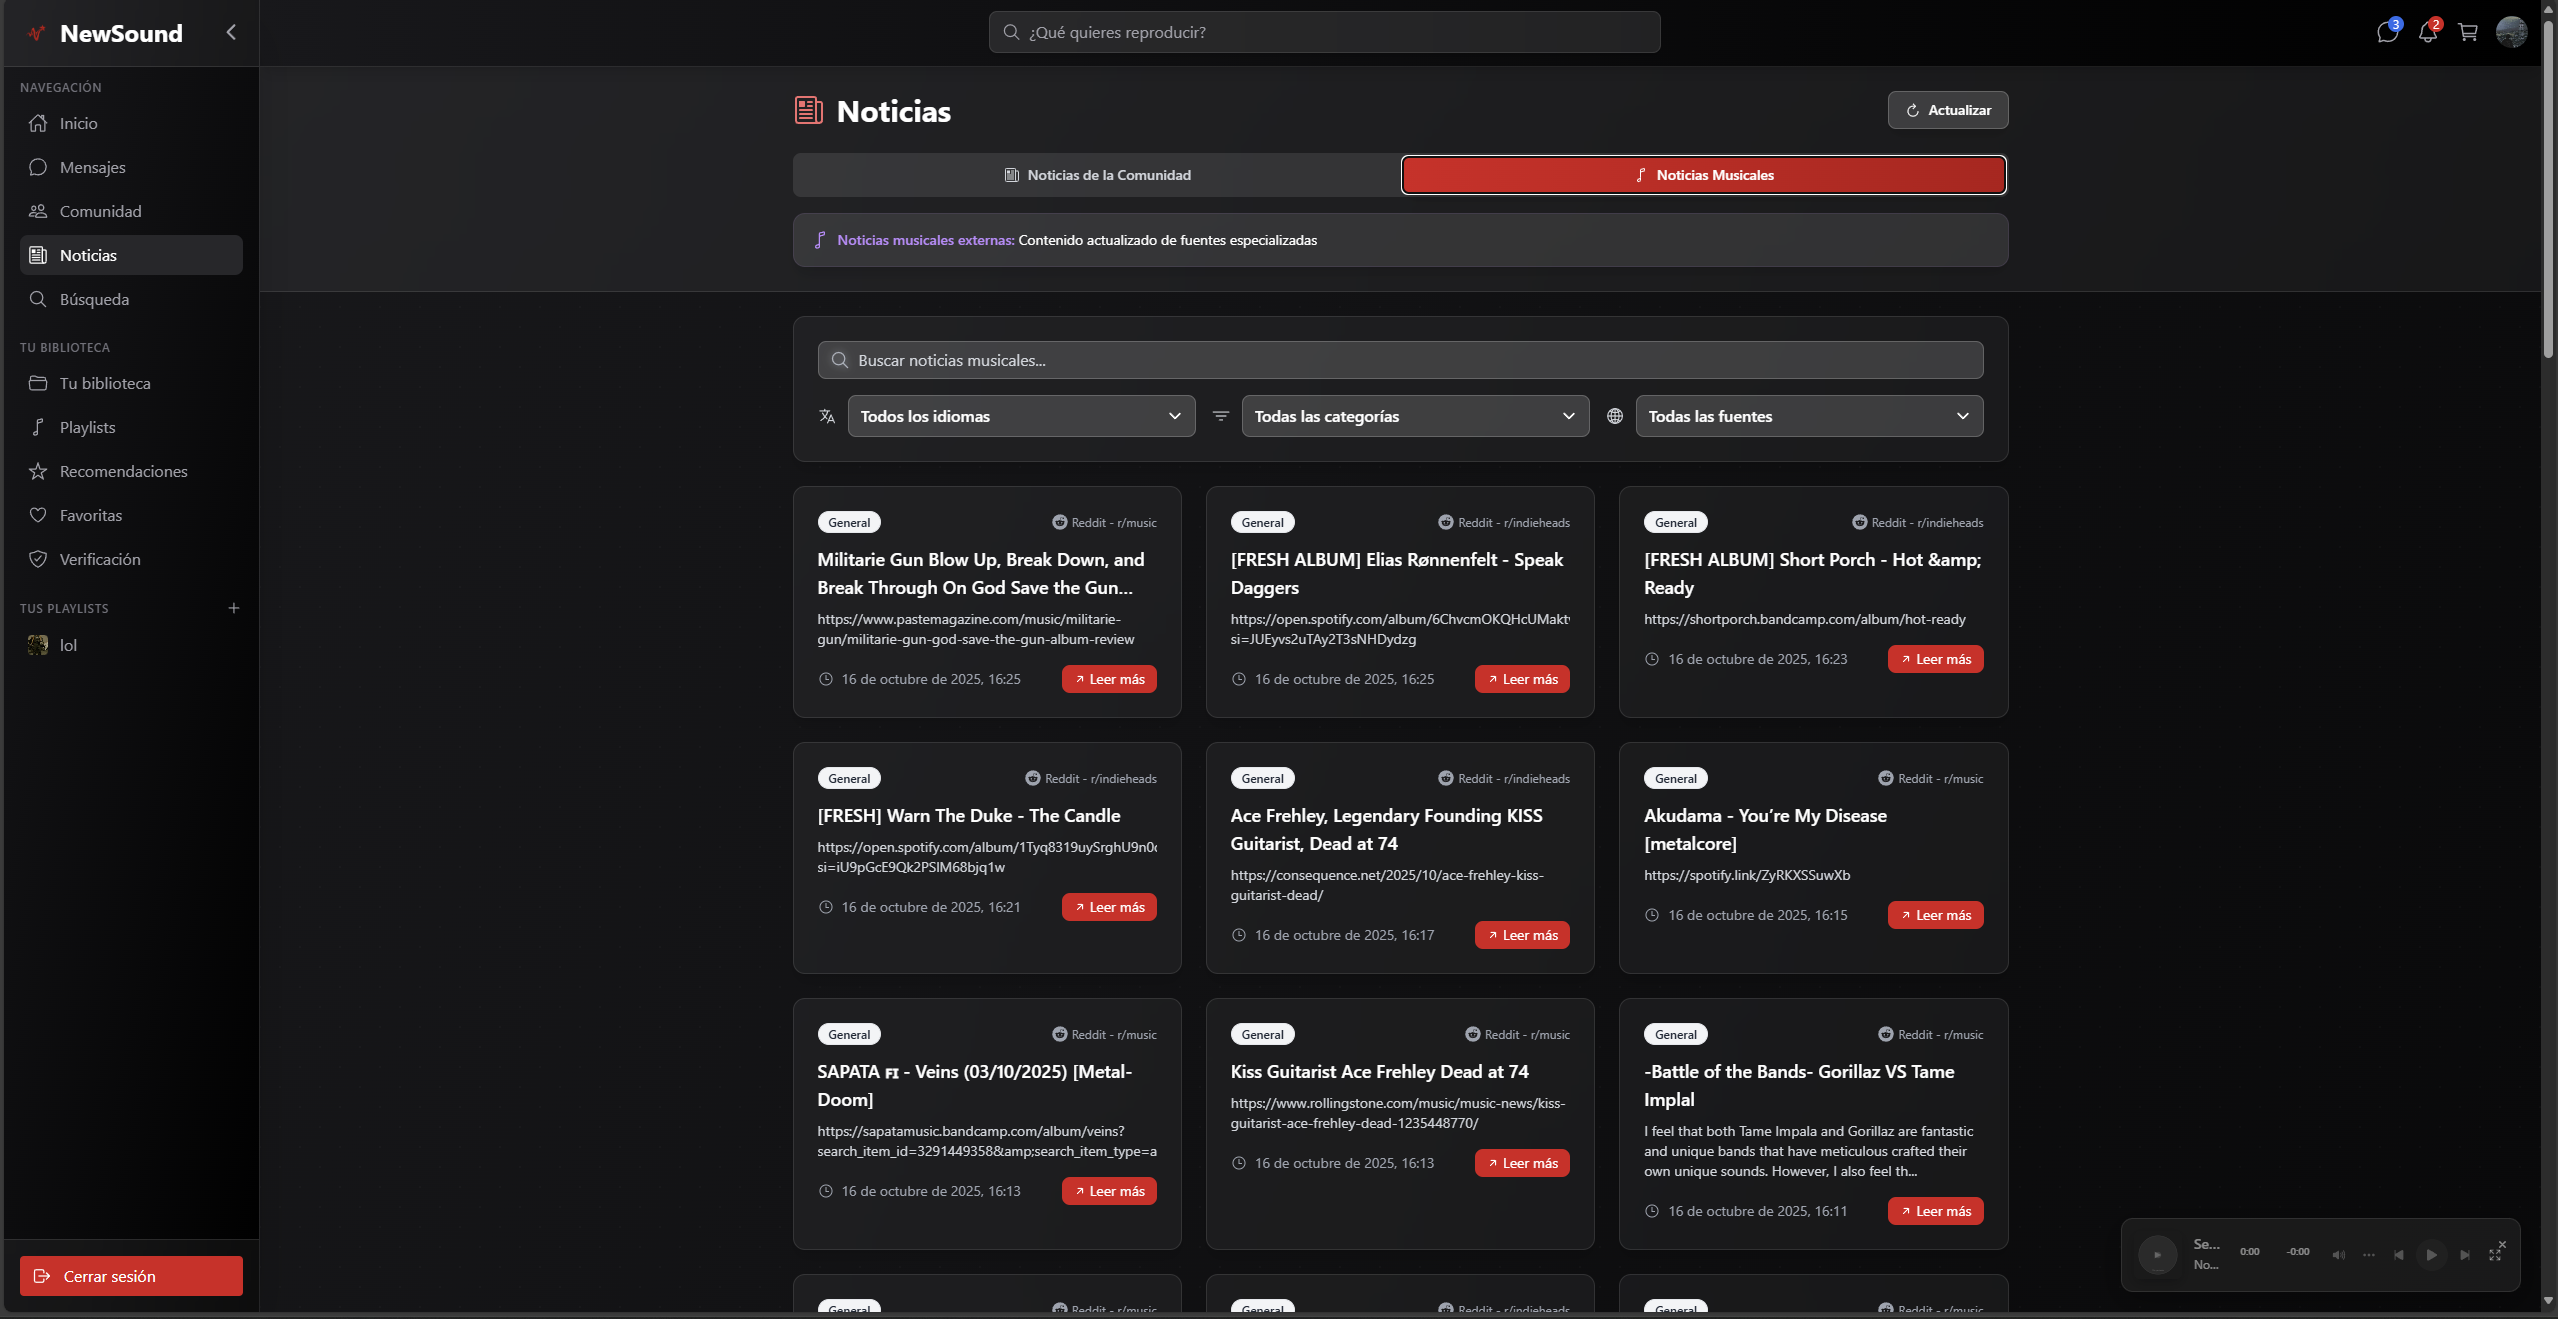 NewSound
¿Qué quieres reproducir?
3
2
NAVEGACIÓN
Inicio
Mensajes
Comunidad
Noticias
Búsqueda
TU BIBLIOTECA
Tu biblioteca
Playlists
Recomendaciones
Favoritas
Verificación
TUS PLAYLISTS
lol
Cerrar sesión
Noticias
Actualizar
Noticias de la Comunidad
Noticias Musicales
Noticias musicales externas: Contenido actualizado de fuentes especializadas
Buscar noticias musicales...
Todos los idiomas
Todas las categorías
Todas las fuentes
General
Reddit - r/music
Militarie Gun Blow Up, Break Down, and
Break Through On God Save the Gun...
https://www.pastemagazine.com/music/militarie-
gun/militarie-gun-god-save-the-gun-album-review
16 de octubre de 2025, 16:25
Leer más
General
Reddit - r/indieheads
[FRESH ALBUM] Elias Rønnenfelt - Speak
Daggers
https://open.spotify.com/album/6ChvcmOKQHcUMakt
si=JUEyvs2uTAy2T3sNHDydzg
16 de octubre de 2025, 16:25
Leer más
General
Reddit - r/indieheads
[FRESH ALBUM] Short Porch - Hot &amp;
Ready
https://shortporch.bandcamp.com/album/hot-ready
16 de octubre de 2025, 16:23
Leer más
General
Reddit - r/indieheads
[FRESH] Warn The Duke - The Candle
https://open.spotify.com/album/1Tyq8319uySrghU9n0
si=iU9pGcE9Qk2PSlM68bjq1w
16 de octubre de 2025, 16:21
Leer más
General
Reddit - r/indieheads
Ace Frehley, Legendary Founding KISS
Guitarist, Dead at 74
https://consequence.net/2025/10/ace-frehley-kiss-
guitarist-dead/
16 de octubre de 2025, 16:17
Leer más
General
Reddit - r/music
Akudama - You’re My Disease
[metalcore]
https://spotify.link/ZyRKXSSuwXb
16 de octubre de 2025, 16:15
Leer más
General
Reddit - r/music
SAPATA FI - Veins (03/10/2025) [Metal-
Doom]
https://sapatamusic.bandcamp.com/album/veins?
search_item_id=3291449358&amp;search_item_type=a
16 de octubre de 2025, 16:13
Leer más
General
Reddit - r/music
Kiss Guitarist Ace Frehley Dead at 74
https://www.rollingstone.com/music/music-news/kiss-
guitarist-ace-frehley-dead-1235448770/
16 de octubre de 2025, 16:13
Leer más
General
Reddit - r/music
-Battle of the Bands- Gorillaz VS Tame
Implal
I feel that both Tame Impala and Gorillaz are fantastic
and unique bands that have meticulous crafted their
own unique sounds. However, I also feel th...
16 de octubre de 2025, 16:11
Leer más
General
Reddit - r/music
General
Reddit - r/indieheads
General
Reddit - r/music
Se...
No...
0:00
-0:00